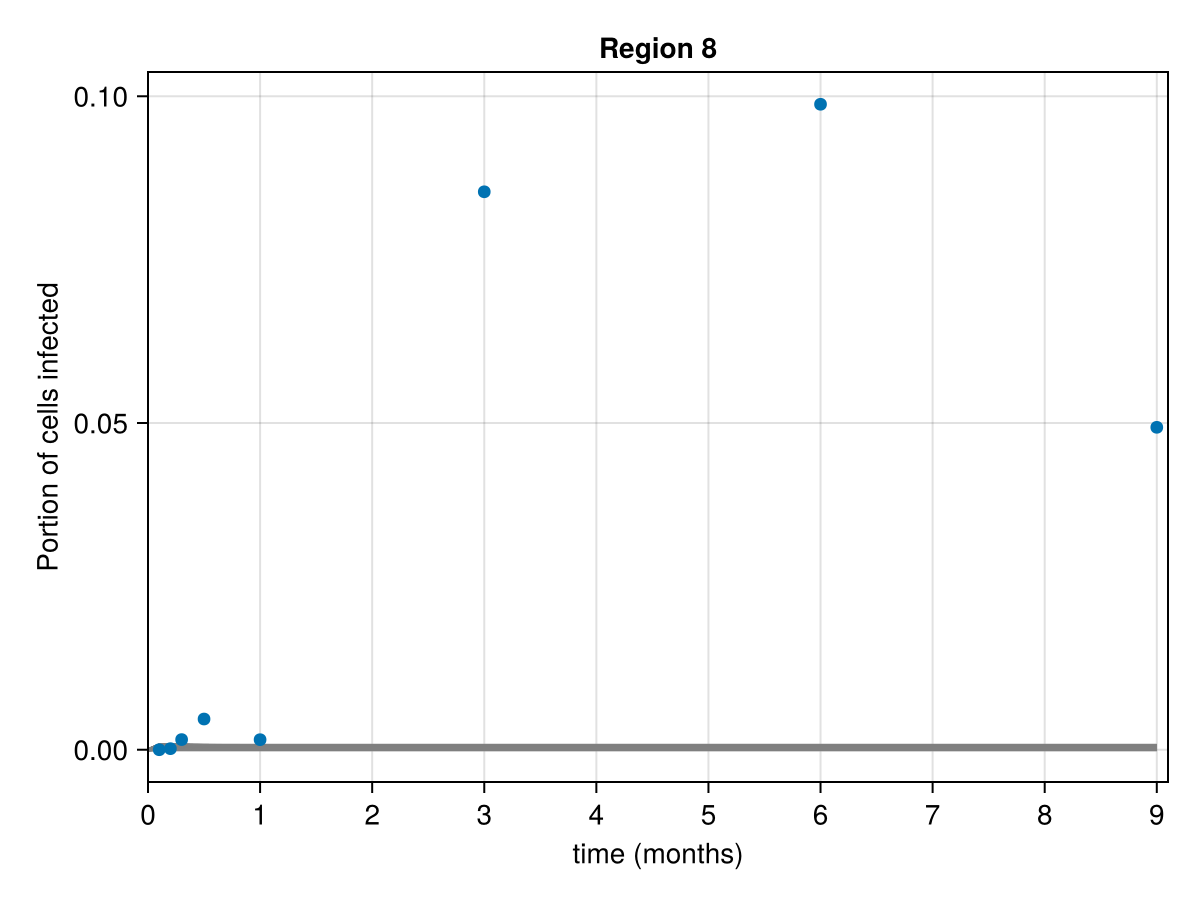 Region 8
Portion of cells infected
0.10
0.05
0.00
0 1 2 3 4 5 6 7 8 9
time (months)